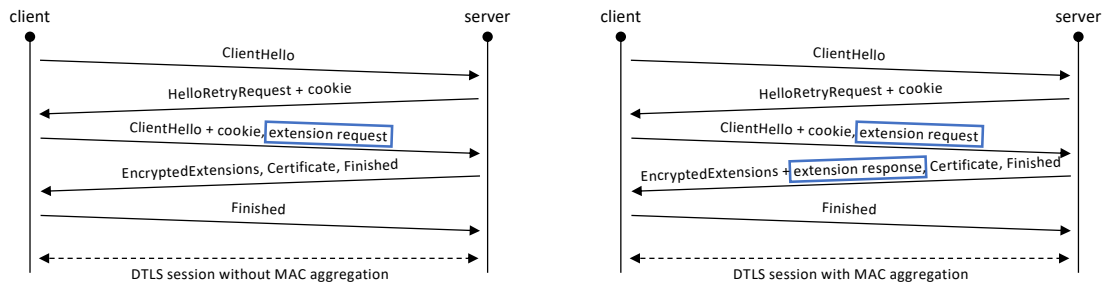 client server
ClientHello
HelloRetryRequest + cookie
ClientHello + cookie, extension request
EncryptedExtensions, Certificate, Finished
Finished
DTLS session without MAC aggregation
client server
ClientHello
HelloRetryRequest + cookie
ClientHello + cookie, extension request
EncryptedExtensions + extension response, Certificate, Finished
Finished
DTLS session with MAC aggregation